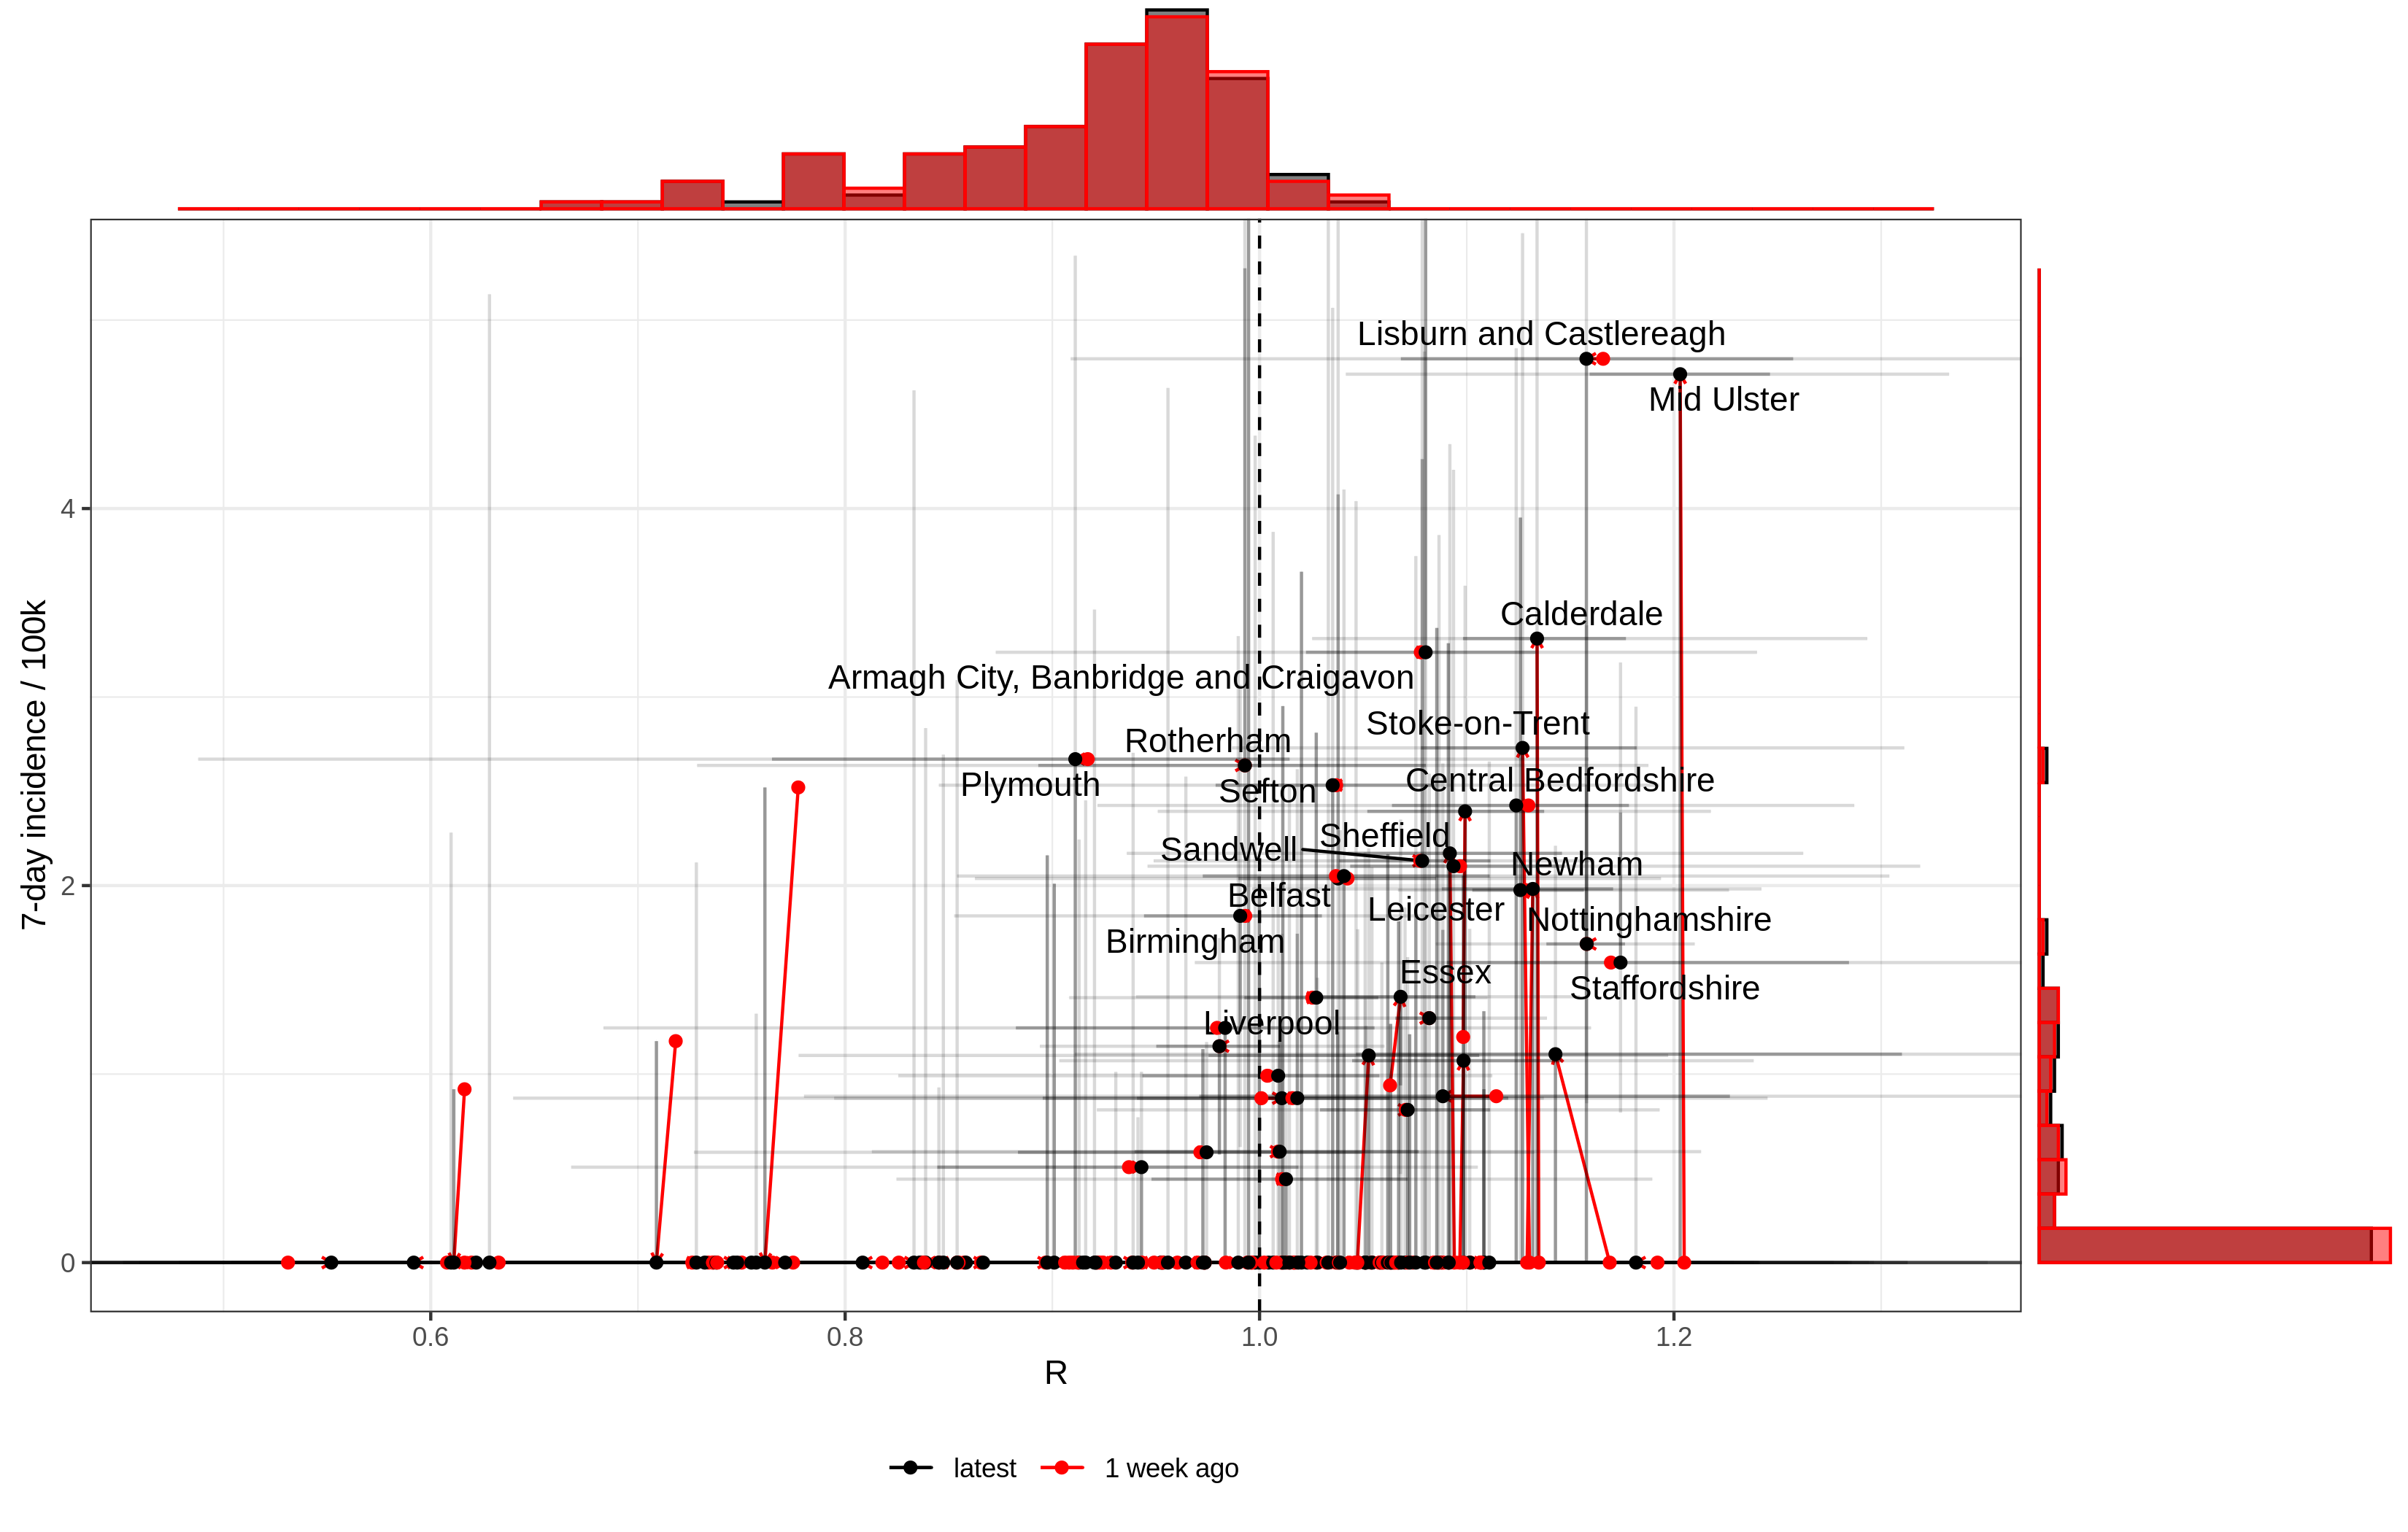 Lisburn and Castlereagh
Mid Ulster
4
Calderdale
Armagh City, Banbridge and Craigavon
Stoke-on-Trent
Rotherham
Central Bedfordshire
Plymouth
Sefton
Sheffield
Sandwell
Newham
2
Belfast
Leicester
Nottinghamshire
Birmingham
Essex
Staffordshire
Liverpool
0
7-day incidence / 100k
0.6 0.8 1.0 1.2
R
latest 1 week ago